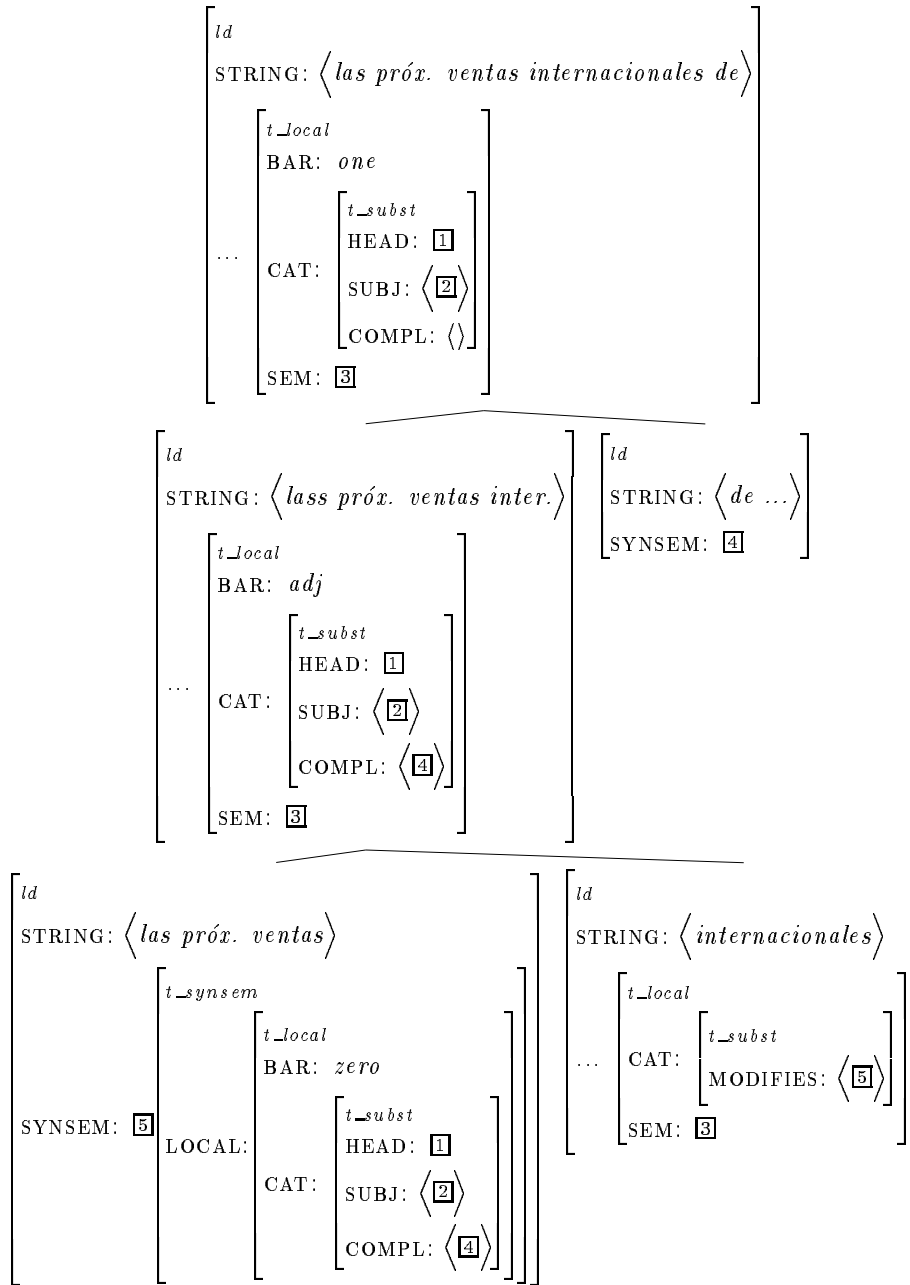 ld
STRING: ⟨las próx. ventas internacionales de⟩
t_local
BAR: one
t_subst
HEAD: 1
... CAT: SUBJ: ⟨2⟩
COMPL: ⟨⟩
SEM: 3
ld
STRING: ⟨lass próx. ventas inter.⟩
t_local
BAR: adj
t_subst
HEAD: 1
... CAT: SUBJ: ⟨2⟩
COMPL: ⟨4⟩
SEM: 3
ld
STRING: ⟨de ...⟩
SYNSEM: 4
ld
STRING: ⟨las próx. ventas⟩
t_synsem
t_local
BAR: zero
t_subst
SYNSEM: 5 LOCAL: HEAD: 1
CAT: SUBJ: ⟨2⟩
COMPL: ⟨4⟩
ld
STRING: ⟨internacionales⟩
t_local
t_subst
... CAT: MODIFIES: ⟨5⟩
SEM: 3